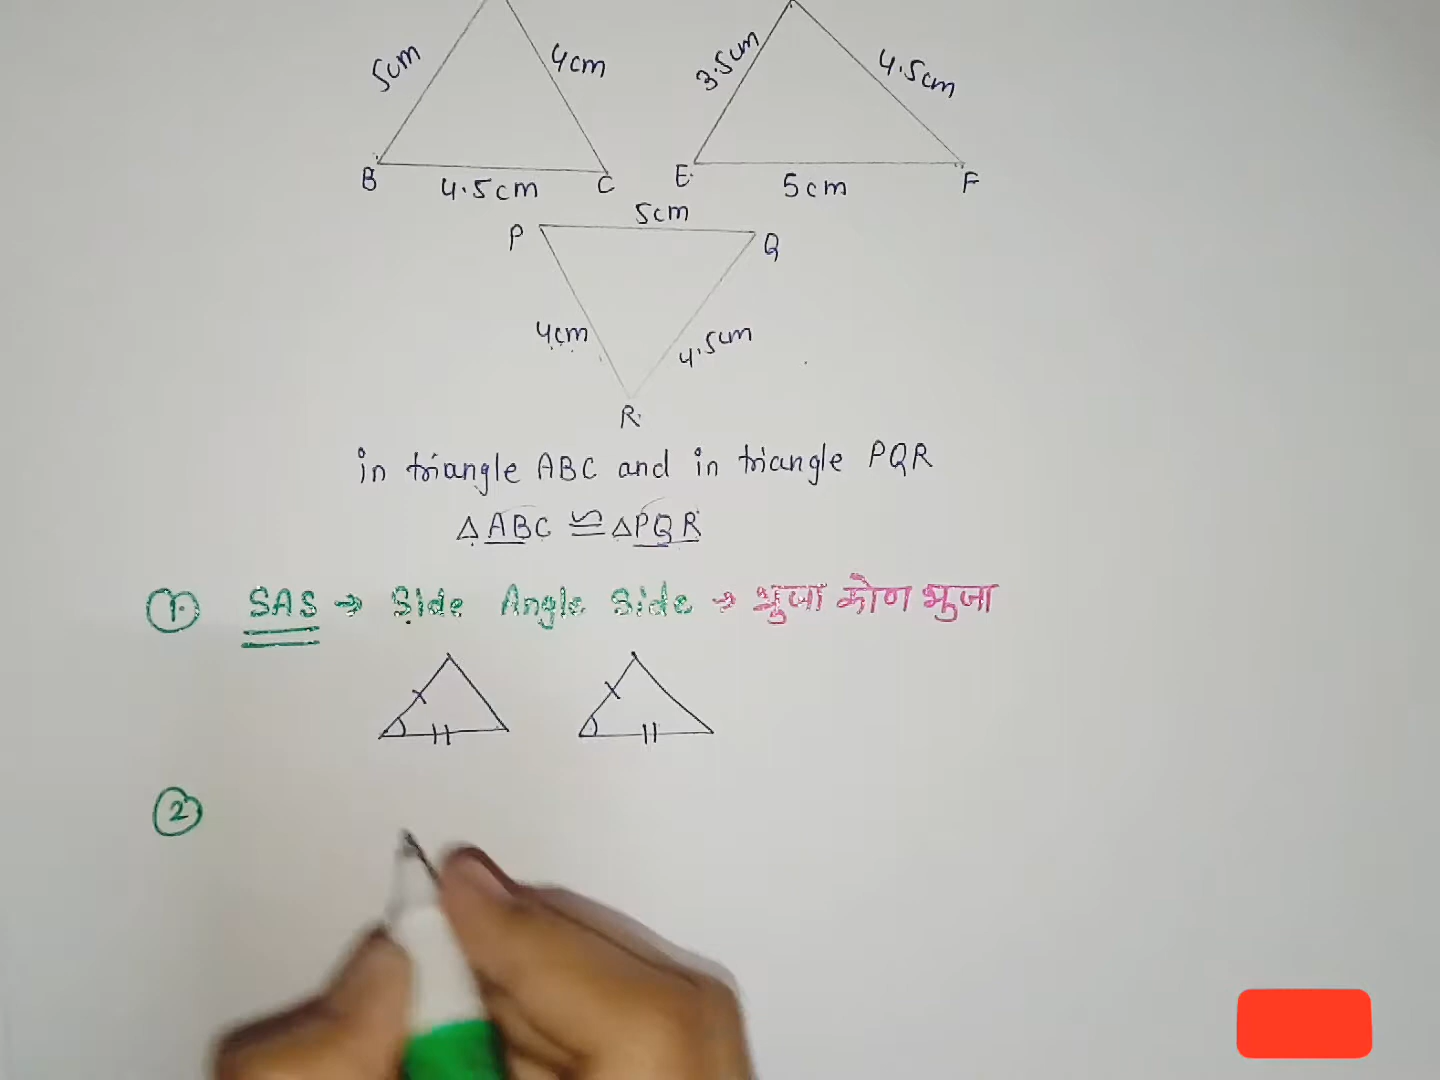 5cm 4cm 3.5cm 4.5cm
B 4.5cm C E 5cm F
P 5cm Q
4cm 4.5cm
R
in triangle ABC and in triangle PQR
△ABC ≅ △PQR
1. SAS → Side Angle Side → भुजा कोण भुजा
2